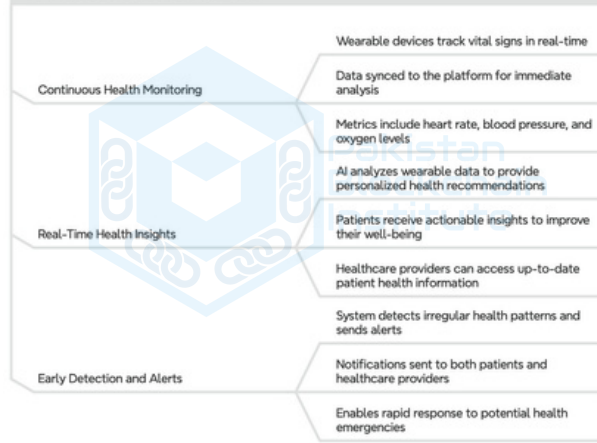 Wearable devices track vital signs in real-time
Data synced to the platform for immediate
analysis
Continuous Health Monitoring
Metrics include heart rate, blood pressure, and
oxygen levels
Pakistan
Blockchain
Institute
AI analyzes wearable data to provide
personalized health recommendations
Patients receive actionable insights to improve
their well-being
Real-Time Health Insights
Healthcare providers can access up-to-date
patient health information
System detects irregular health patterns and
sends alerts
Notifications sent to both patients and
healthcare providers
Early Detection and Alerts
Enables rapid response to potential health
emergencies